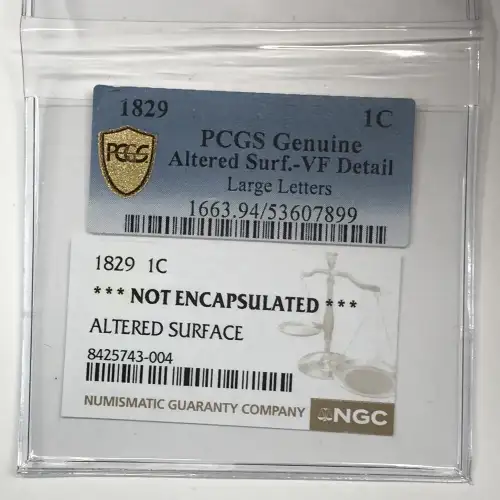 1829 1C
PCGS
PCGS Genuine
Altered Surf.-VF Detail
Large Letters
1663.94/53607899
1829 1C
*** NOT ENCAPSULATED ***
ALTERED SURFACE
8425743-004
NUMISMATIC GUARANTY COMPANY
NGC